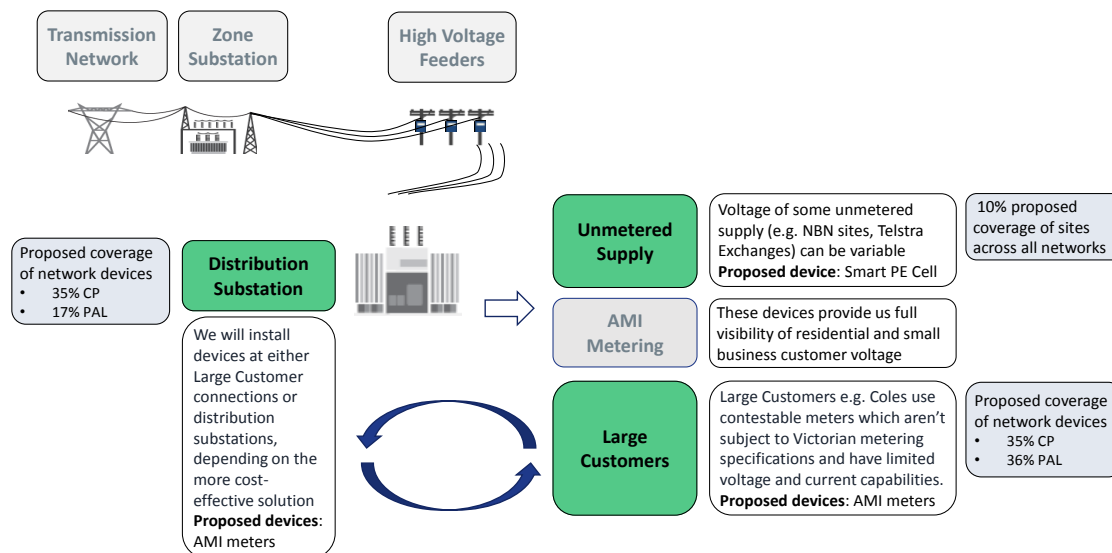 Transmission
Network
Zone
Substation
High Voltage
Feeders
Proposed coverage
of network devices
• 35% CP
• 17% PAL
Distribution
Substation
We will install
devices at either
Large Customer
connections or
distribution
substations,
depending on the
more cost-
effective solution
Proposed devices:
AMI meters
Unmetered
Supply
Voltage of some unmetered
supply (e.g. NBN sites, Telstra
Exchanges) can be variable
Proposed device: Smart PE Cell
10% proposed
coverage of sites
across all networks
AMI
Metering
These devices provide us full
visibility of residential and small
business customer voltage
Large
Customers
Large Customers e.g. Coles use
contestable meters which aren’t
subject to Victorian metering
specifications and have limited
voltage and current capabilities.
Proposed devices: AMI meters
Proposed coverage
of network devices
• 35% CP
• 36% PAL